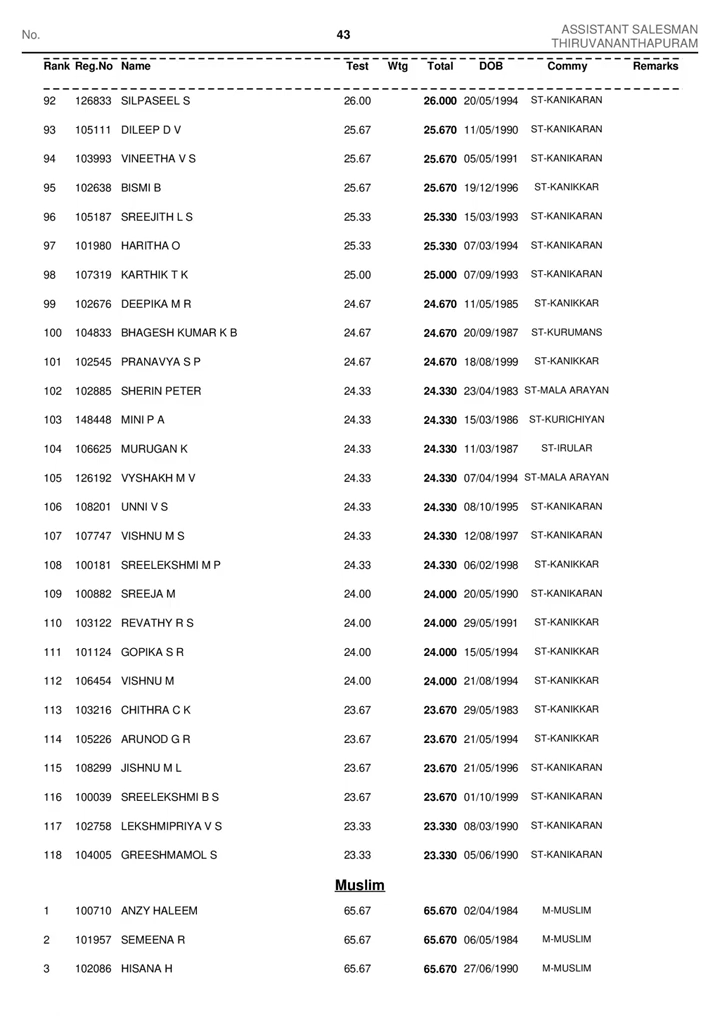 No. 43 ASSISTANT SALESMAN
THIRUVANANTHAPURAM
Rank Reg.No Name Test Wtg Total DOB Commy Remarks
92 126833 SILPASEEL S 26.00 26.000 20/05/1994 ST-KANIKARAN
93 105111 DILEEP D V 25.67 25.670 11/05/1990 ST-KANIKARAN
94 103993 VINEETHA V S 25.67 25.670 05/05/1991 ST-KANIKARAN
95 102638 BISMI B 25.67 25.670 19/12/1996 ST-KANIKKAR
96 105187 SREEJITH L S 25.33 25.330 15/03/1993 ST-KANIKARAN
97 101980 HARITHA O 25.33 25.330 07/03/1994 ST-KANIKARAN
98 107319 KARTHIK T K 25.00 25.000 07/09/1993 ST-KANIKARAN
99 102676 DEEPIKA M R 24.67 24.670 11/05/1985 ST-KANIKKAR
100 104833 BHAGESH KUMAR K B 24.67 24.670 20/09/1987 ST-KURUMANS
101 102545 PRANAVYA S P 24.67 24.670 18/08/1999 ST-KANIKKAR
102 102885 SHERIN PETER 24.33 24.330 23/04/1983 ST-MALA ARAYAN
103 148448 MINI P A 24.33 24.330 15/03/1986 ST-KURICHIYAN
104 106625 MURUGAN K 24.33 24.330 11/03/1987 ST-IRULAR
105 126192 VYSHAKH M V 24.33 24.330 07/04/1994 ST-MALA ARAYAN
106 108201 UNNI V S 24.33 24.330 08/10/1995 ST-KANIKARAN
107 107747 VISHNU M S 24.33 24.330 12/08/1997 ST-KANIKARAN
108 100181 SREELEKSHMI M P 24.33 24.330 06/02/1998 ST-KANIKKAR
109 100882 SREEJA M 24.00 24.000 20/05/1990 ST-KANIKARAN
110 103122 REVATHY R S 24.00 24.000 29/05/1991 ST-KANIKKAR
111 101124 GOPIKA S R 24.00 24.000 15/05/1994 ST-KANIKKAR
112 106454 VISHNU M 24.00 24.000 21/08/1994 ST-KANIKKAR
113 103216 CHITHRA C K 23.67 23.670 29/05/1983 ST-KANIKKAR
114 105226 ARUNOD G R 23.67 23.670 21/05/1994 ST-KANIKKAR
115 108299 JISHNU M L 23.67 23.670 21/05/1996 ST-KANIKARAN
116 100039 SREELEKSHMI B S 23.67 23.670 01/10/1999 ST-KANIKARAN
117 102758 LEKSHMIPRIYA V S 23.33 23.330 08/03/1990 ST-KANIKARAN
118 104005 GREESHMAMOL S 23.33 23.330 05/06/1990 ST-KANIKARAN
Muslim
1 100710 ANZY HALEEM 65.67 65.670 02/04/1984 M-MUSLIM
2 101957 SEMEENA R 65.67 65.670 06/05/1984 M-MUSLIM
3 102086 HISANA H 65.67 65.670 27/06/1990 M-MUSLIM